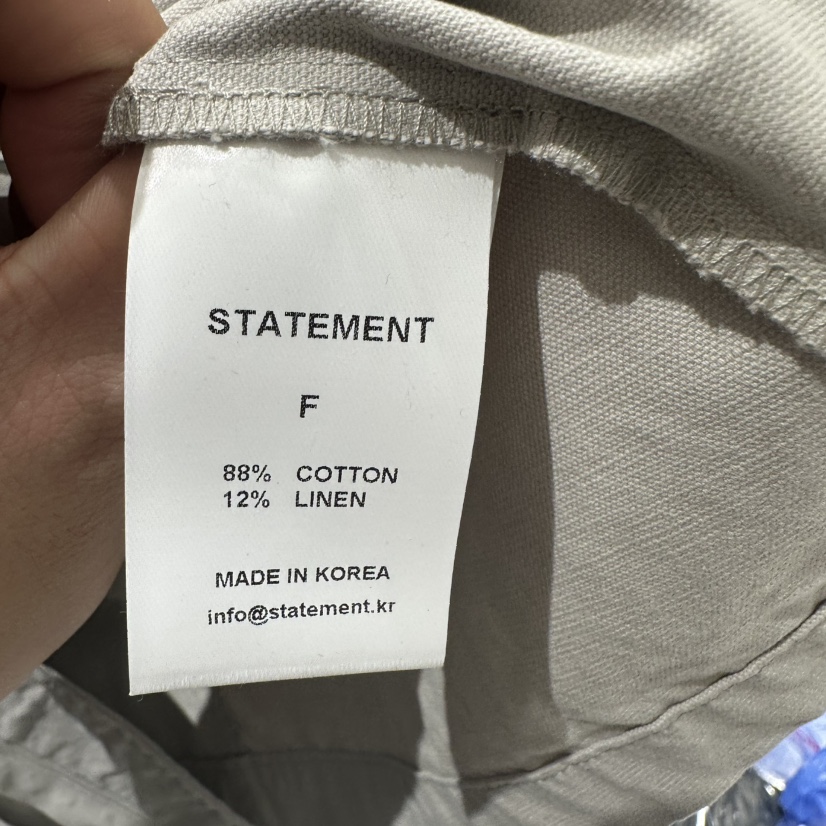 STATEMENT
F
88% COTTON
12% LINEN
MADE IN KOREA
info@statement.kr